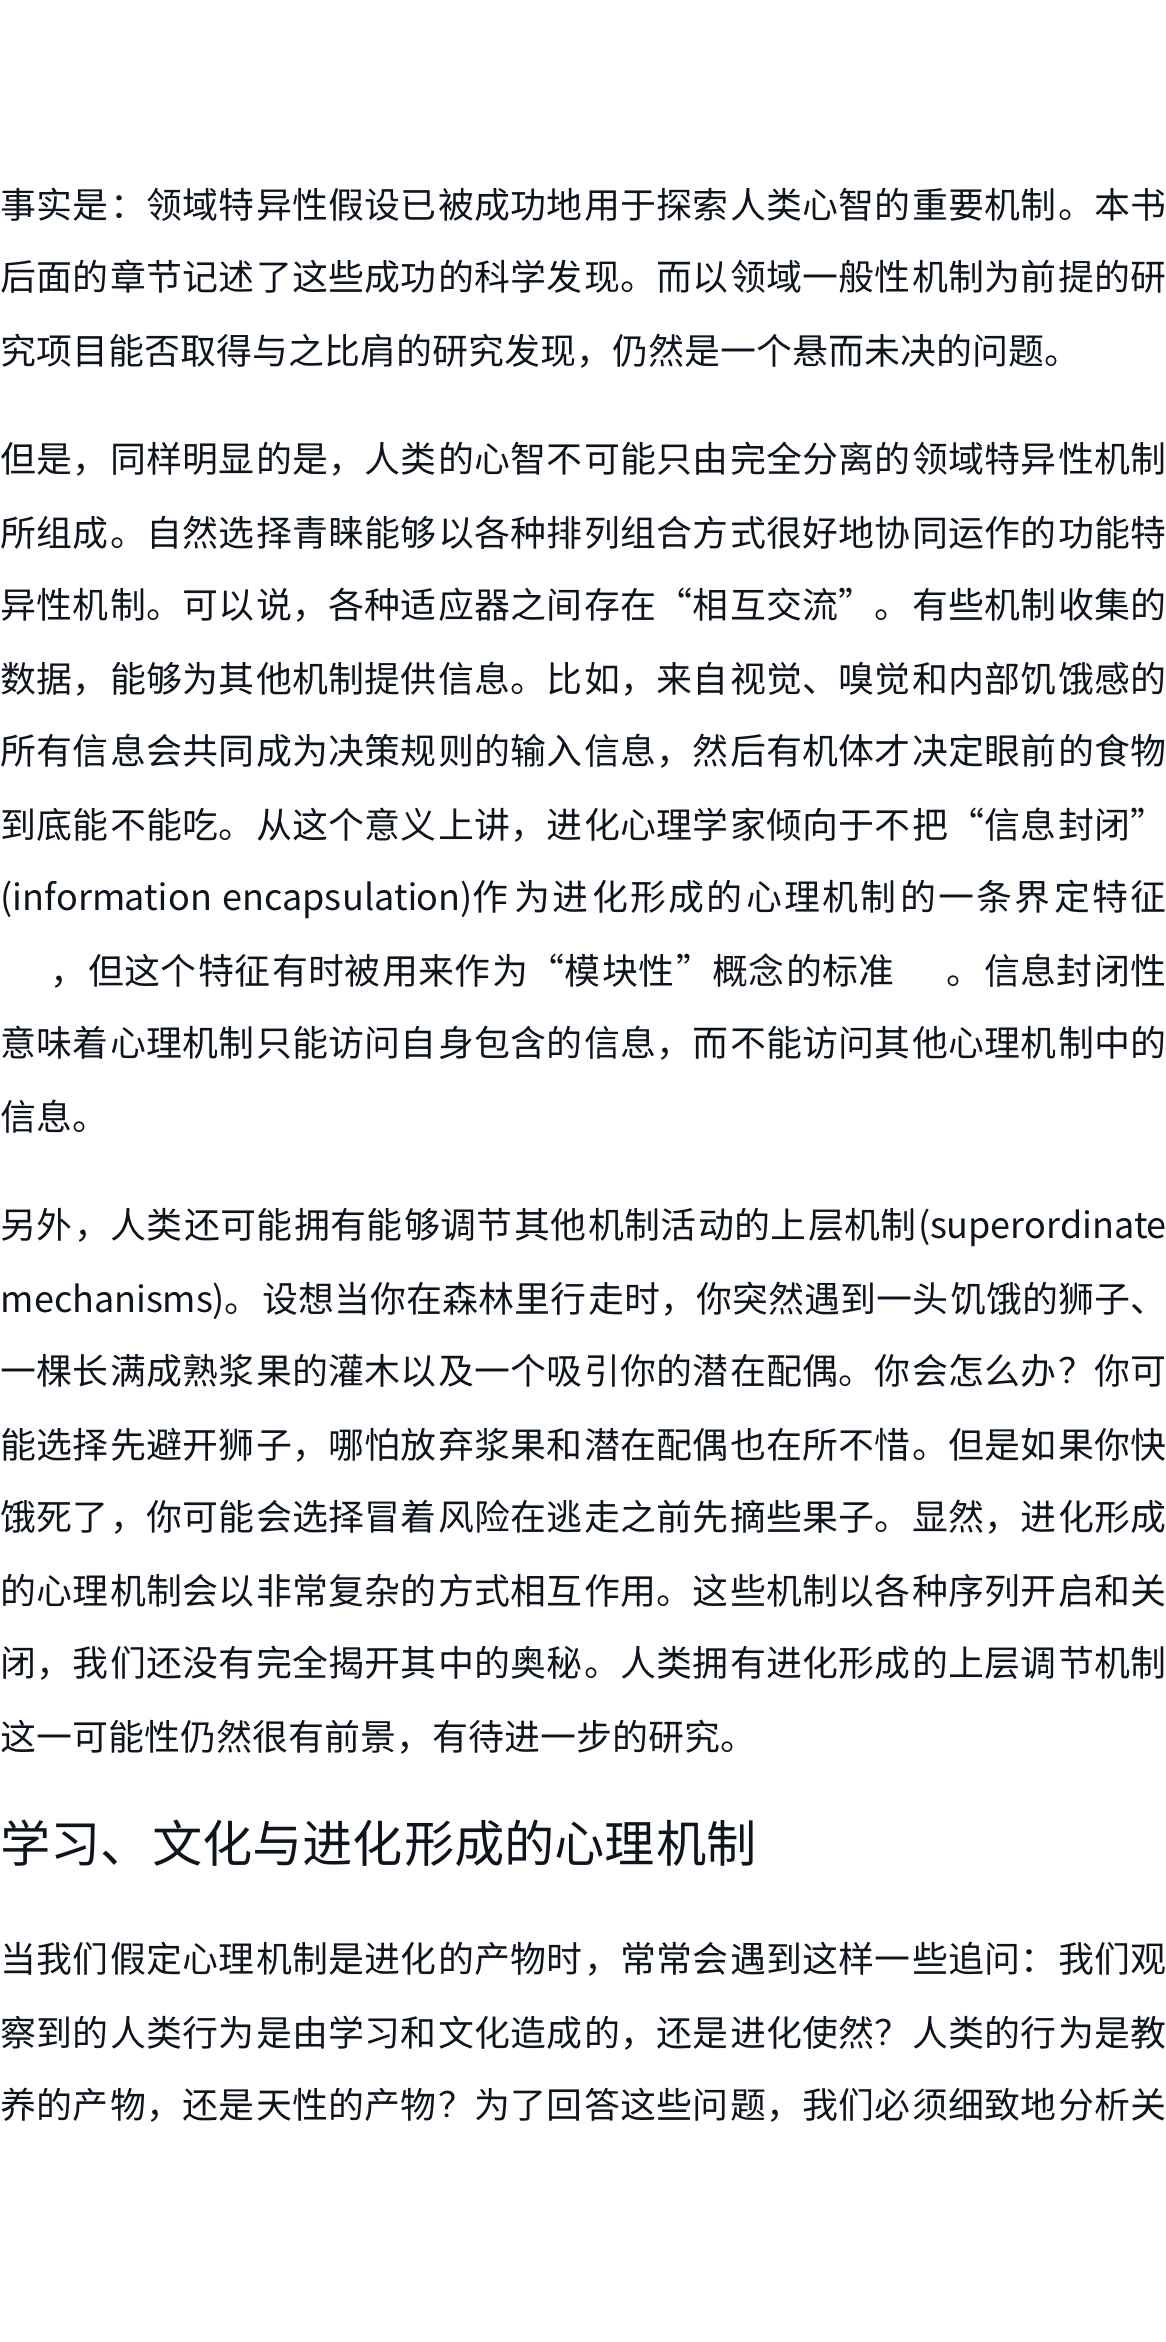 事实是：领域特异性假设已被成功地用于探索人类心智的重要机制。本书
后面的章节记述了这些成功的科学发现。而以领域一般性机制为前提的研
究项目能否取得与之比肩的研究发现，仍然是一个悬而未决的问题。
但是，同样明显的是，人类的心智不可能只由完全分离的领域特异性机制
所组成。自然选择青睐能够以各种排列组合方式很好地协同运作的功能特
异性机制。可以说，各种适应器之间存在“相互交流”。有些机制收集的
数据，能够为其他机制提供信息。比如，来自视觉、嗅觉和内部饥饿感的
所有信息会共同成为决策规则的输入信息，然后有机体才决定眼前的食物
到底能不能吃。从这个意义上讲，进化心理学家倾向于不把“信息封闭”
(information encapsulation)作为进化形成的心理机制的一条界定特征
，但这个特征有时被用来作为“模块性”概念的标准 。信息封闭性
意味着心理机制只能访问自身包含的信息，而不能访问其他心理机制中的
信息。
另外，人类还可能拥有能够调节其他机制活动的上层机制(superordinate
mechanisms)。设想当你在森林里行走时，你突然遇到一头饥饿的狮子、
一棵长满成熟浆果的灌木以及一个吸引你的潜在配偶。你会怎么办？你可
能选择先避开狮子，哪怕放弃浆果和潜在配偶也在所不惜。但是如果你快
饿死了，你可能会选择冒着风险在逃走之前先摘些果子。显然，进化形成
的心理机制会以非常复杂的方式相互作用。这些机制以各种序列开启和关
闭，我们还没有完全揭开其中的奥秘。人类拥有进化形成的上层调节机制
这一可能性仍然很有前景，有待进一步的研究。
学习、文化与进化形成的心理机制
当我们假定心理机制是进化的产物时，常常会遇到这样一些追问：我们观
察到的人类行为是由学习和文化造成的，还是进化使然？人类的行为是教
养的产物，还是天性的产物？为了回答这些问题，我们必须细致地分析关